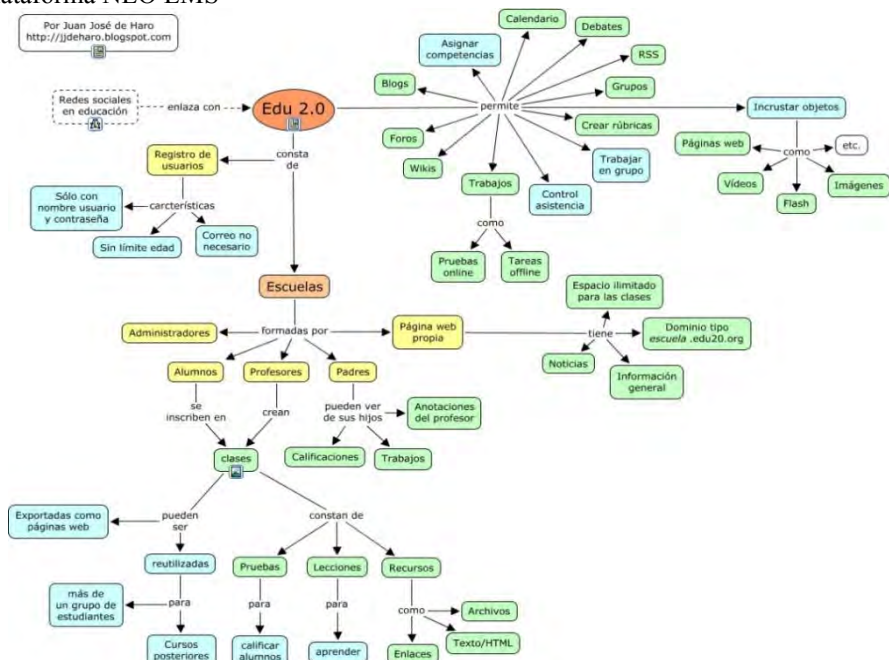 Plataforma NEO LMS
Por Juan José de Haro
http://jjdeharo.blogspot.com
Redes sociales
en educación
enlaza con
Edu 2.0
permite
Calendario
Asignar
competencias
Debates
RSS
Blogs
Grupos
Foros
Crear rúbricas
Wikis
Trabajar
en grupo
Trabajos
Control
asistencia
como
Pruebas
online
Tareas
offline
Incrustar objetos
como
Páginas web
etc.
Vídeos
Flash
Imágenes
consta
de
Registro de
usuarios
carcterísticas
Sólo con
nombre usuario
y contraseña
Sin límite edad
Correo no
necesario
Escuelas
formadas por
Administradores
Página web
propia
tiene
Espacio ilimitado
para las clases
Dominio tipo
escuela .edu20.org
Noticias
Información
general
Alumnos
Profesores
Padres
se
inscriben en
crean
pueden ver
de sus hijos
Anotaciones
del profesor
Calificaciones
Trabajos
clases
pueden
ser
constan de
Exportadas como
páginas web
reutilizadas
Pruebas
Lecciones
Recursos
más de
un grupo de
estudiantes
para
para
para
como
Archivos
Texto/HTML
Cursos
posteriores
calificar
alumnos
aprender
Enlaces